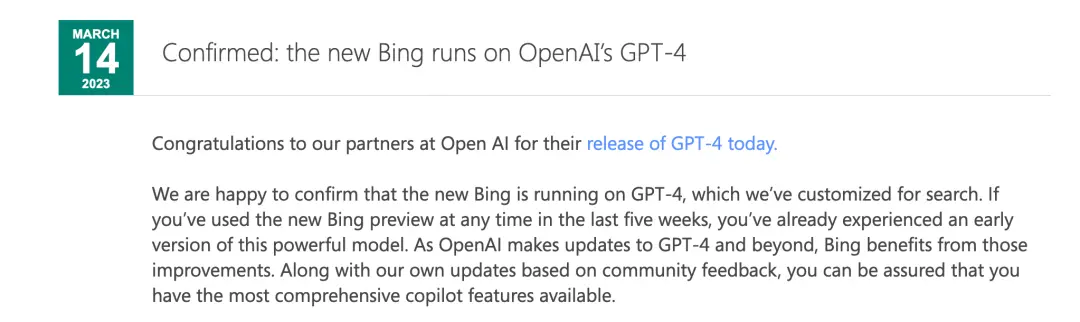 MARCH
14
2023
Confirmed: the new Bing runs on OpenAI’s GPT-4
Congratulations to our partners at Open AI for their release of GPT-4 today.
We are happy to confirm that the new Bing is running on GPT-4, which we’ve customized for search. If
you’ve used the new Bing preview at any time in the last five weeks, you’ve already experienced an early
version of this powerful model. As OpenAI makes updates to GPT-4 and beyond, Bing benefits from those
improvements. Along with our own updates based on community feedback, you can be assured that you
have the most comprehensive copilot features available.